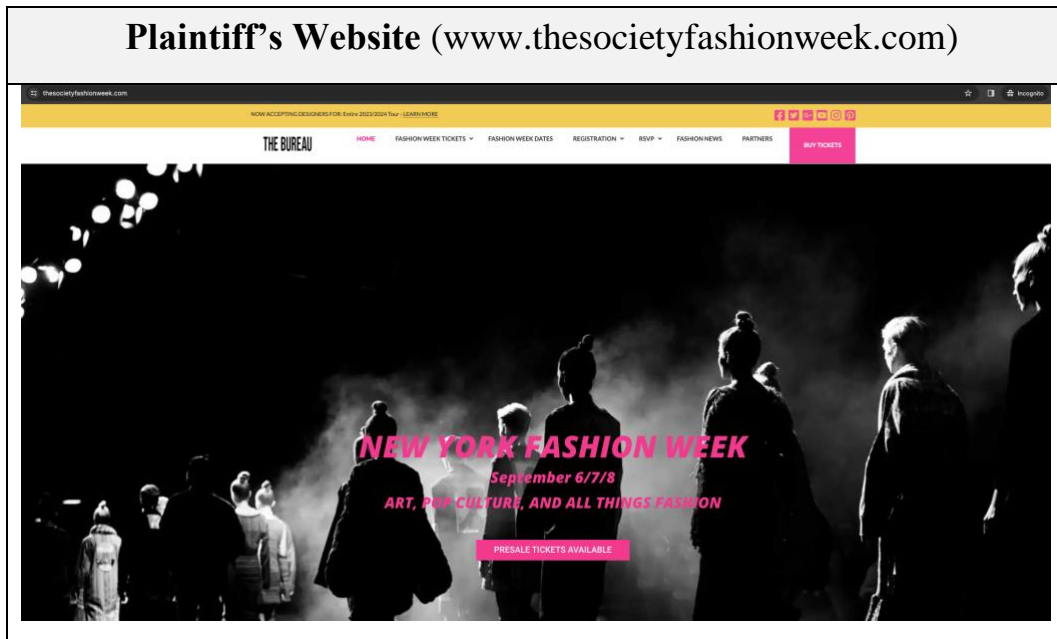 Plaintiff’s Website (www.thesocietyfashionweek.com)
thesocietyfashionweek.com
Incognito
NOW ACCEPTING DESIGNERS FOR: Entire 2023/2024 Tour - LEARN MORE
THE BUREAU
HOME FASHION WEEK TICKETS FASHION WEEK DATES REGISTRATION RSVP FASHION NEWS PARTNERS BUY TICKETS
NEW YORK FASHION WEEK
September 6/7/8
ART, POP CULTURE, AND ALL THINGS FASHION
PRESALE TICKETS AVAILABLE